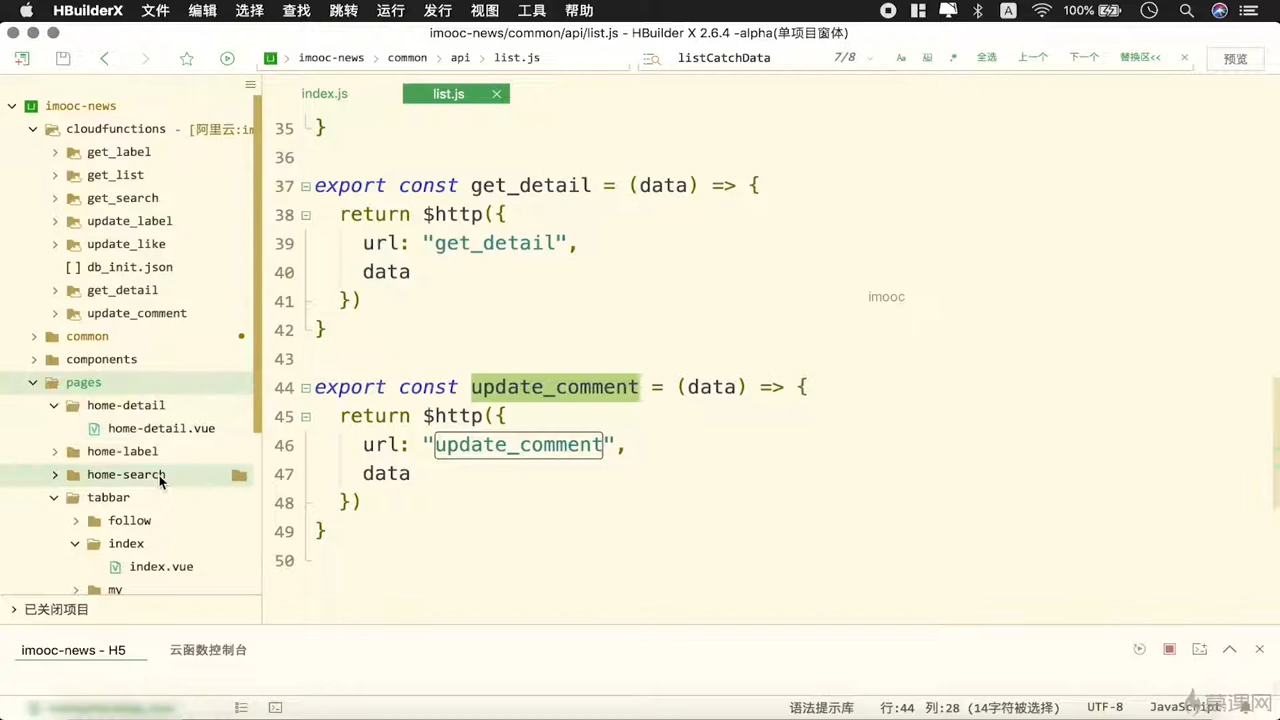 HBuilderX 文件 编辑 选择 查找 跳转 运行 发行 视图 工具 帮助 A 100%
imooc-news/common/api/list.js - HBuilder X 2.6.4 -alpha(单项目窗体)
imooc-news common api list.js listCatchData 7/8 Aa 全选 上一个 下一个 替换区<< 预览
index.js list.js
imooc-news
cloudfunctions - [阿里云:im
get_label
get_list
get_search
update_label
update_like
[ ] db_init.json
get_detail
update_comment
common
components
pages
home-detail
home-detail.vue
home-label
home-search
tabbar
follow
index
index.vue
my
已关闭项目
35 }
36
37 export const get_detail = (data) => {
38 return $http({
39 url: "get_detail",
40 data
41 })
42 }
43
44 export const update_comment = (data) => {
45 return $http({
46 url: "update_comment",
47 data
48 })
49 }
50
imooc
imooc-news - H5 云函数控制台
语法提示库 行:44 列:28 (14字符被选择) UTF-8 JavaScript
慕课网